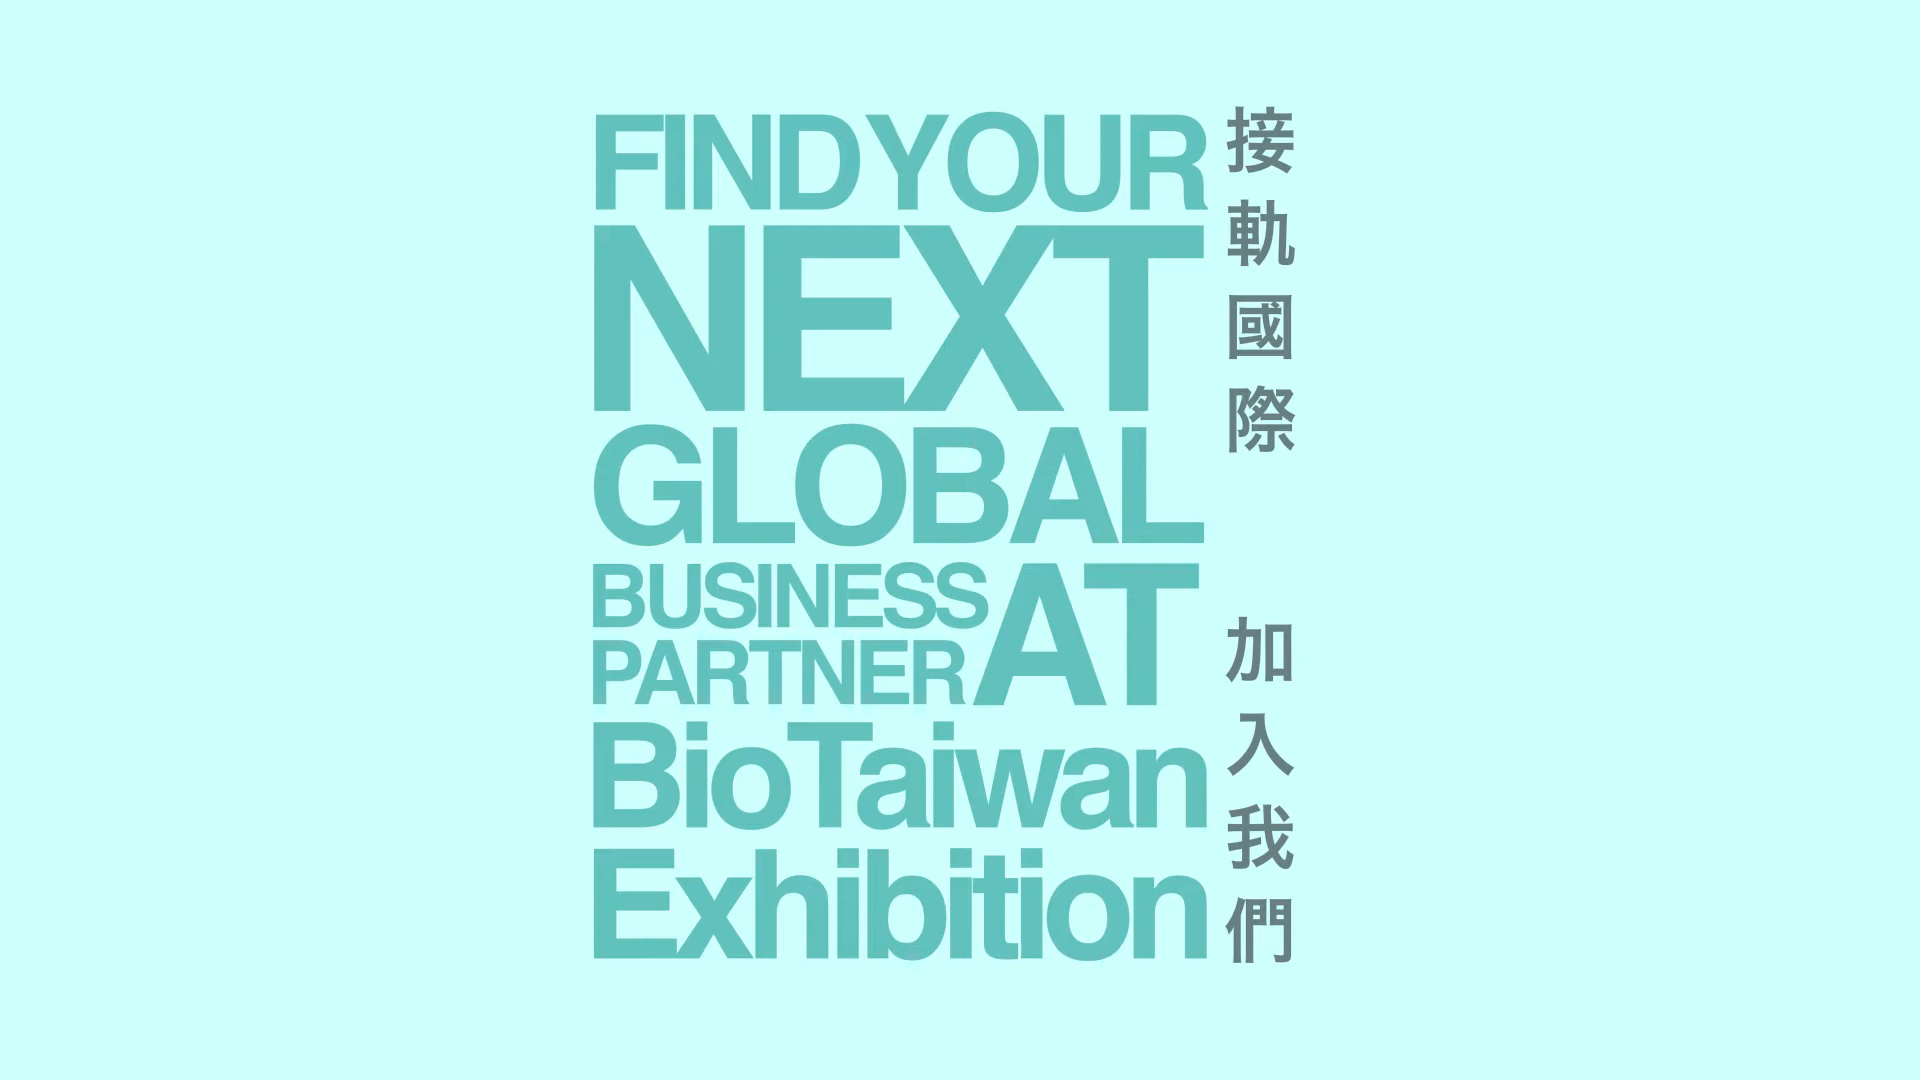 FIND YOUR
NEXT
GLOBAL
BUSINESS
PARTNER AT
BioTaiwan
Exhibition
接軌國際 加入我們